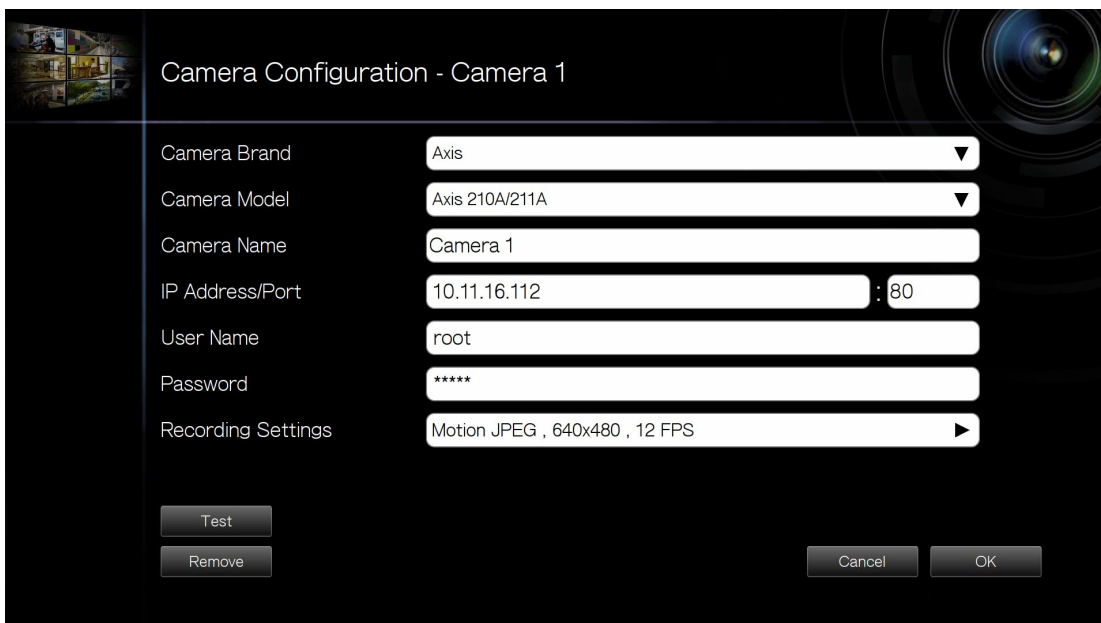 Camera Configuration - Camera 1
Camera Brand Axis ▼
Camera Model Axis 210A/211A ▼
Camera Name Camera 1
IP Address/Port 10.11.16.112 : 80
User Name root
Password *****
Recording Settings Motion JPEG , 640x480 , 12 FPS ►
Test
Remove Cancel OK